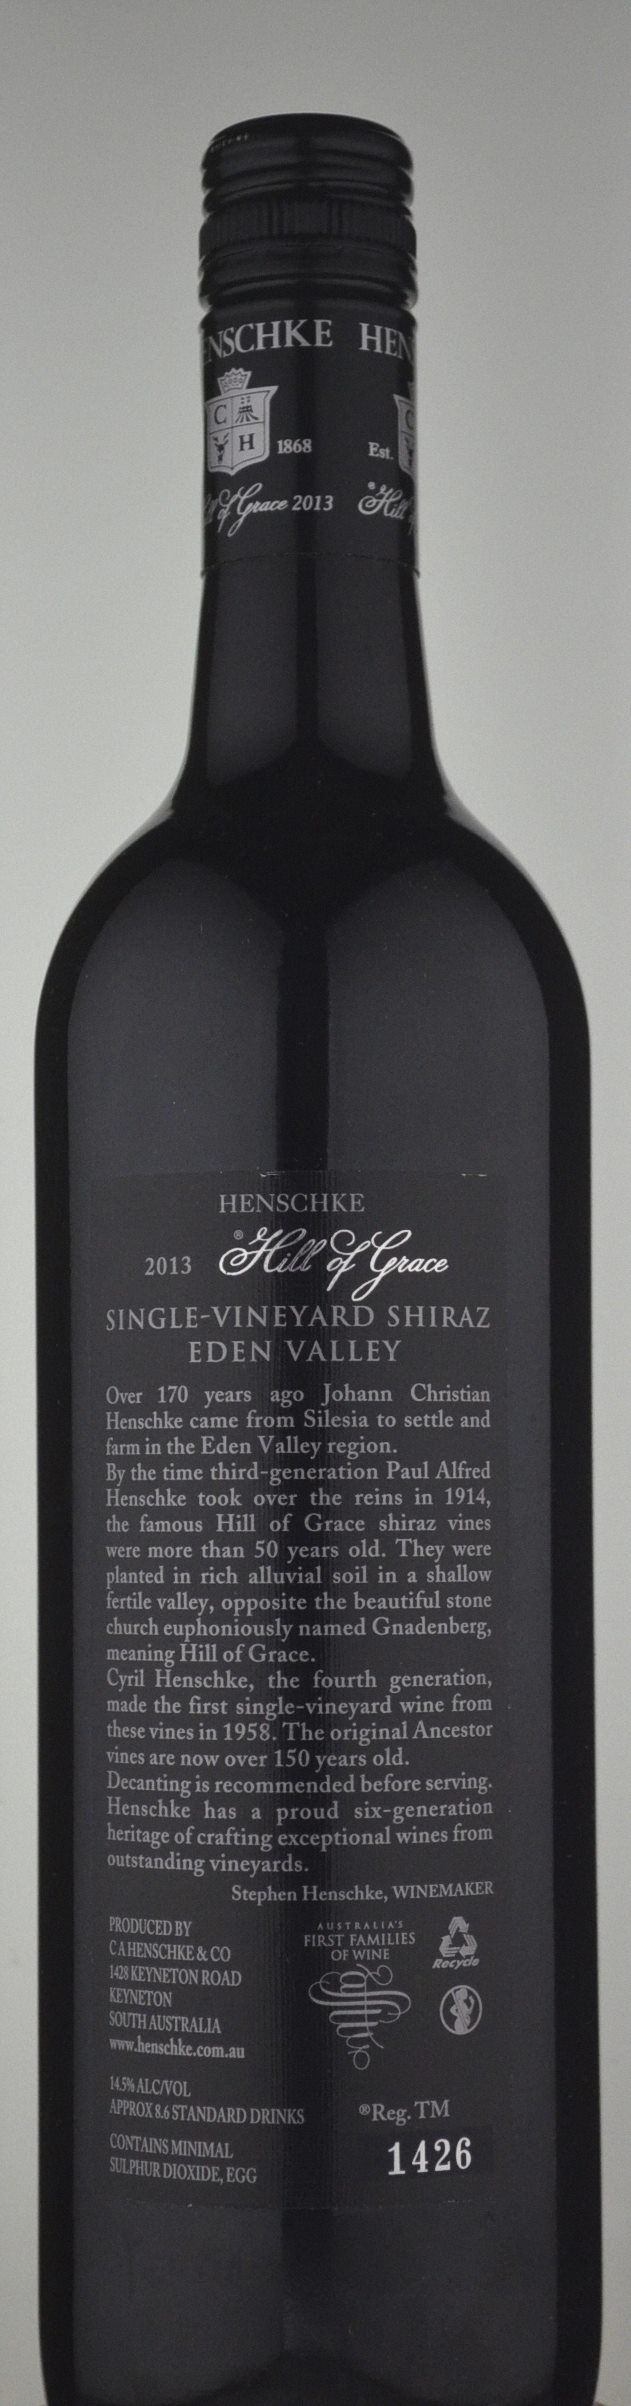 HENSCHKE HEN
C
H
1868
Est.
of Grace 2013
®Hill
HENSCHKE
2013 ®Hill of Grace
SINGLE-VINEYARD SHIRAZ
EDEN VALLEY
Over 170 years ago Johann Christian
Henschke came from Silesia to settle and
farm in the Eden Valley region.
By the time third-generation Paul Alfred
Henschke took over the reins in 1914,
the famous Hill of Grace shiraz vines
were more than 50 years old. They were
planted in rich alluvial soil in a shallow
fertile valley, opposite the beautiful stone
church euphoniously named Gnadenberg,
meaning Hill of Grace.
Cyril Henschke, the fourth generation,
made the first single-vineyard wine from
these vines in 1958. The original Ancestor
vines are now over 150 years old.
Decanting is recommended before serving.
Henschke has a proud six-generation
heritage of crafting exceptional wines from
outstanding vineyards.
Stephen Henschke, WINEMAKER
PRODUCED BY
C A HENSCHKE & CO
1428 KEYNETON ROAD
KEYNETON
SOUTH AUSTRALIA
www.henschke.com.au
AUSTRALIA'S
FIRST FAMILIES
OF WINE
Recycle
14.5% ALC/VOL
APPROX 8.6 STANDARD DRINKS
CONTAINS MINIMAL
SULPHUR DIOXIDE, EGG
®Reg. TM
1426